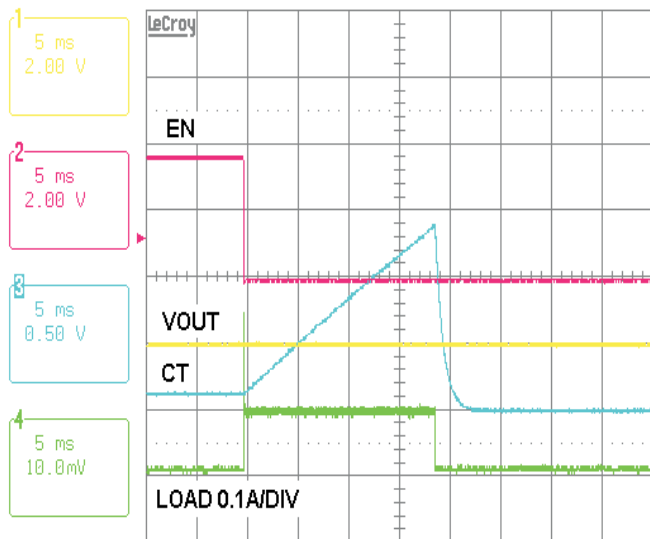 1
5 ms
2.00 V
2
5 ms
2.00 V
3
5 ms
0.50 V
4
5 ms
10.0mV
LeCroy
EN
VOUT
CT
LOAD 0.1A/DIV